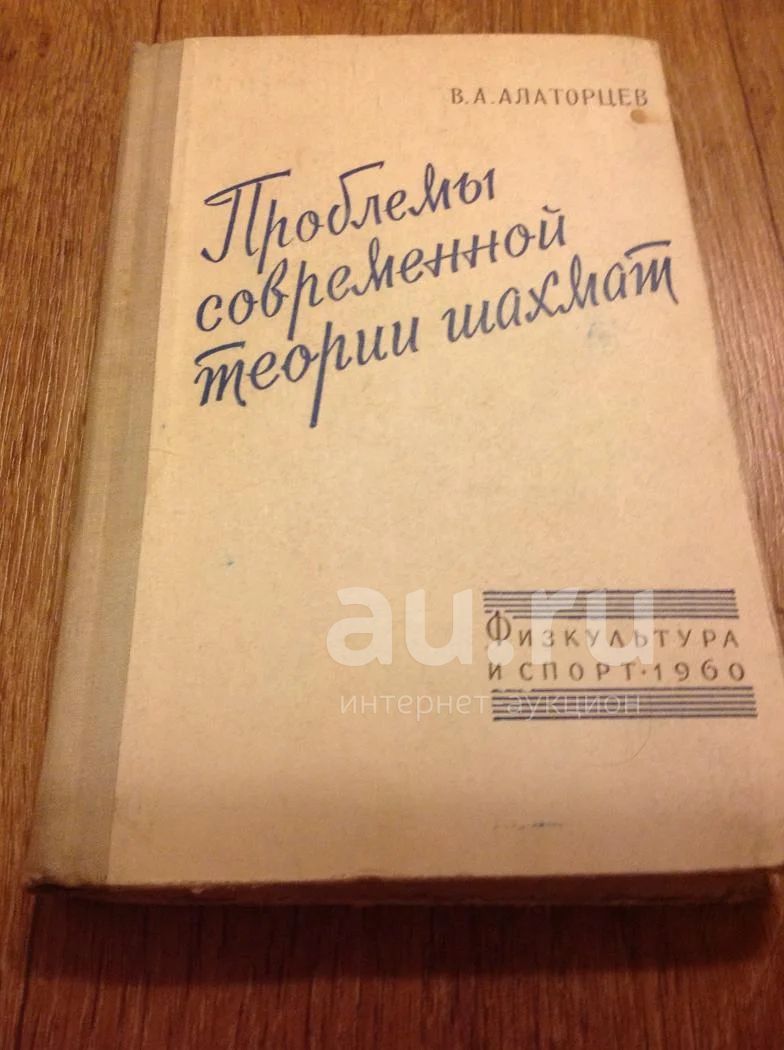 В. А. АЛАТОРЦЕВ
Проблемы
современной
теории шахмат
au.ru
ФИЗКУЛЬТУРА
И СПОРТ·1960
интернет аукцион